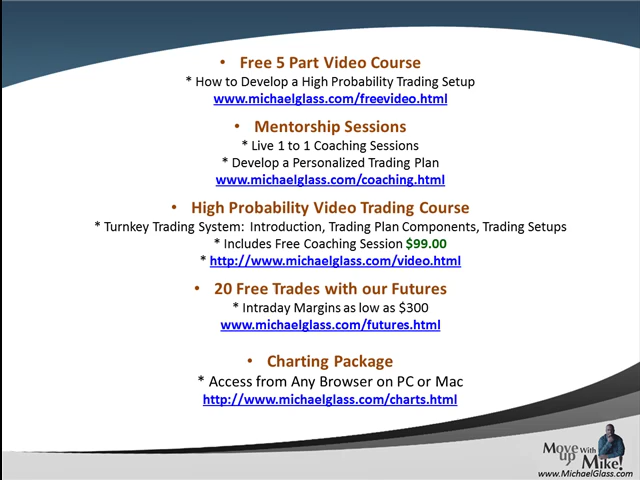 • Free 5 Part Video Course
* How to Develop a High Probability Trading Setup
www.michaelglass.com/freevideo.html
• Mentorship Sessions
* Live 1 to 1 Coaching Sessions
* Develop a Personalized Trading Plan
www.michaelglass.com/coaching.html
• High Probability Video Trading Course
* Turnkey Trading System: Introduction, Trading Plan Components, Trading Setups
* Includes Free Coaching Session $99.00
* http://www.michaelglass.com/video.html
• 20 Free Trades with our Futures
* Intraday Margins as low as $300
www.michaelglass.com/futures.html
• Charting Package
* Access from Any Browser on PC or Mac
http://www.michaelglass.com/charts.html
Move up With Mike!
www.MichaelGlass.com